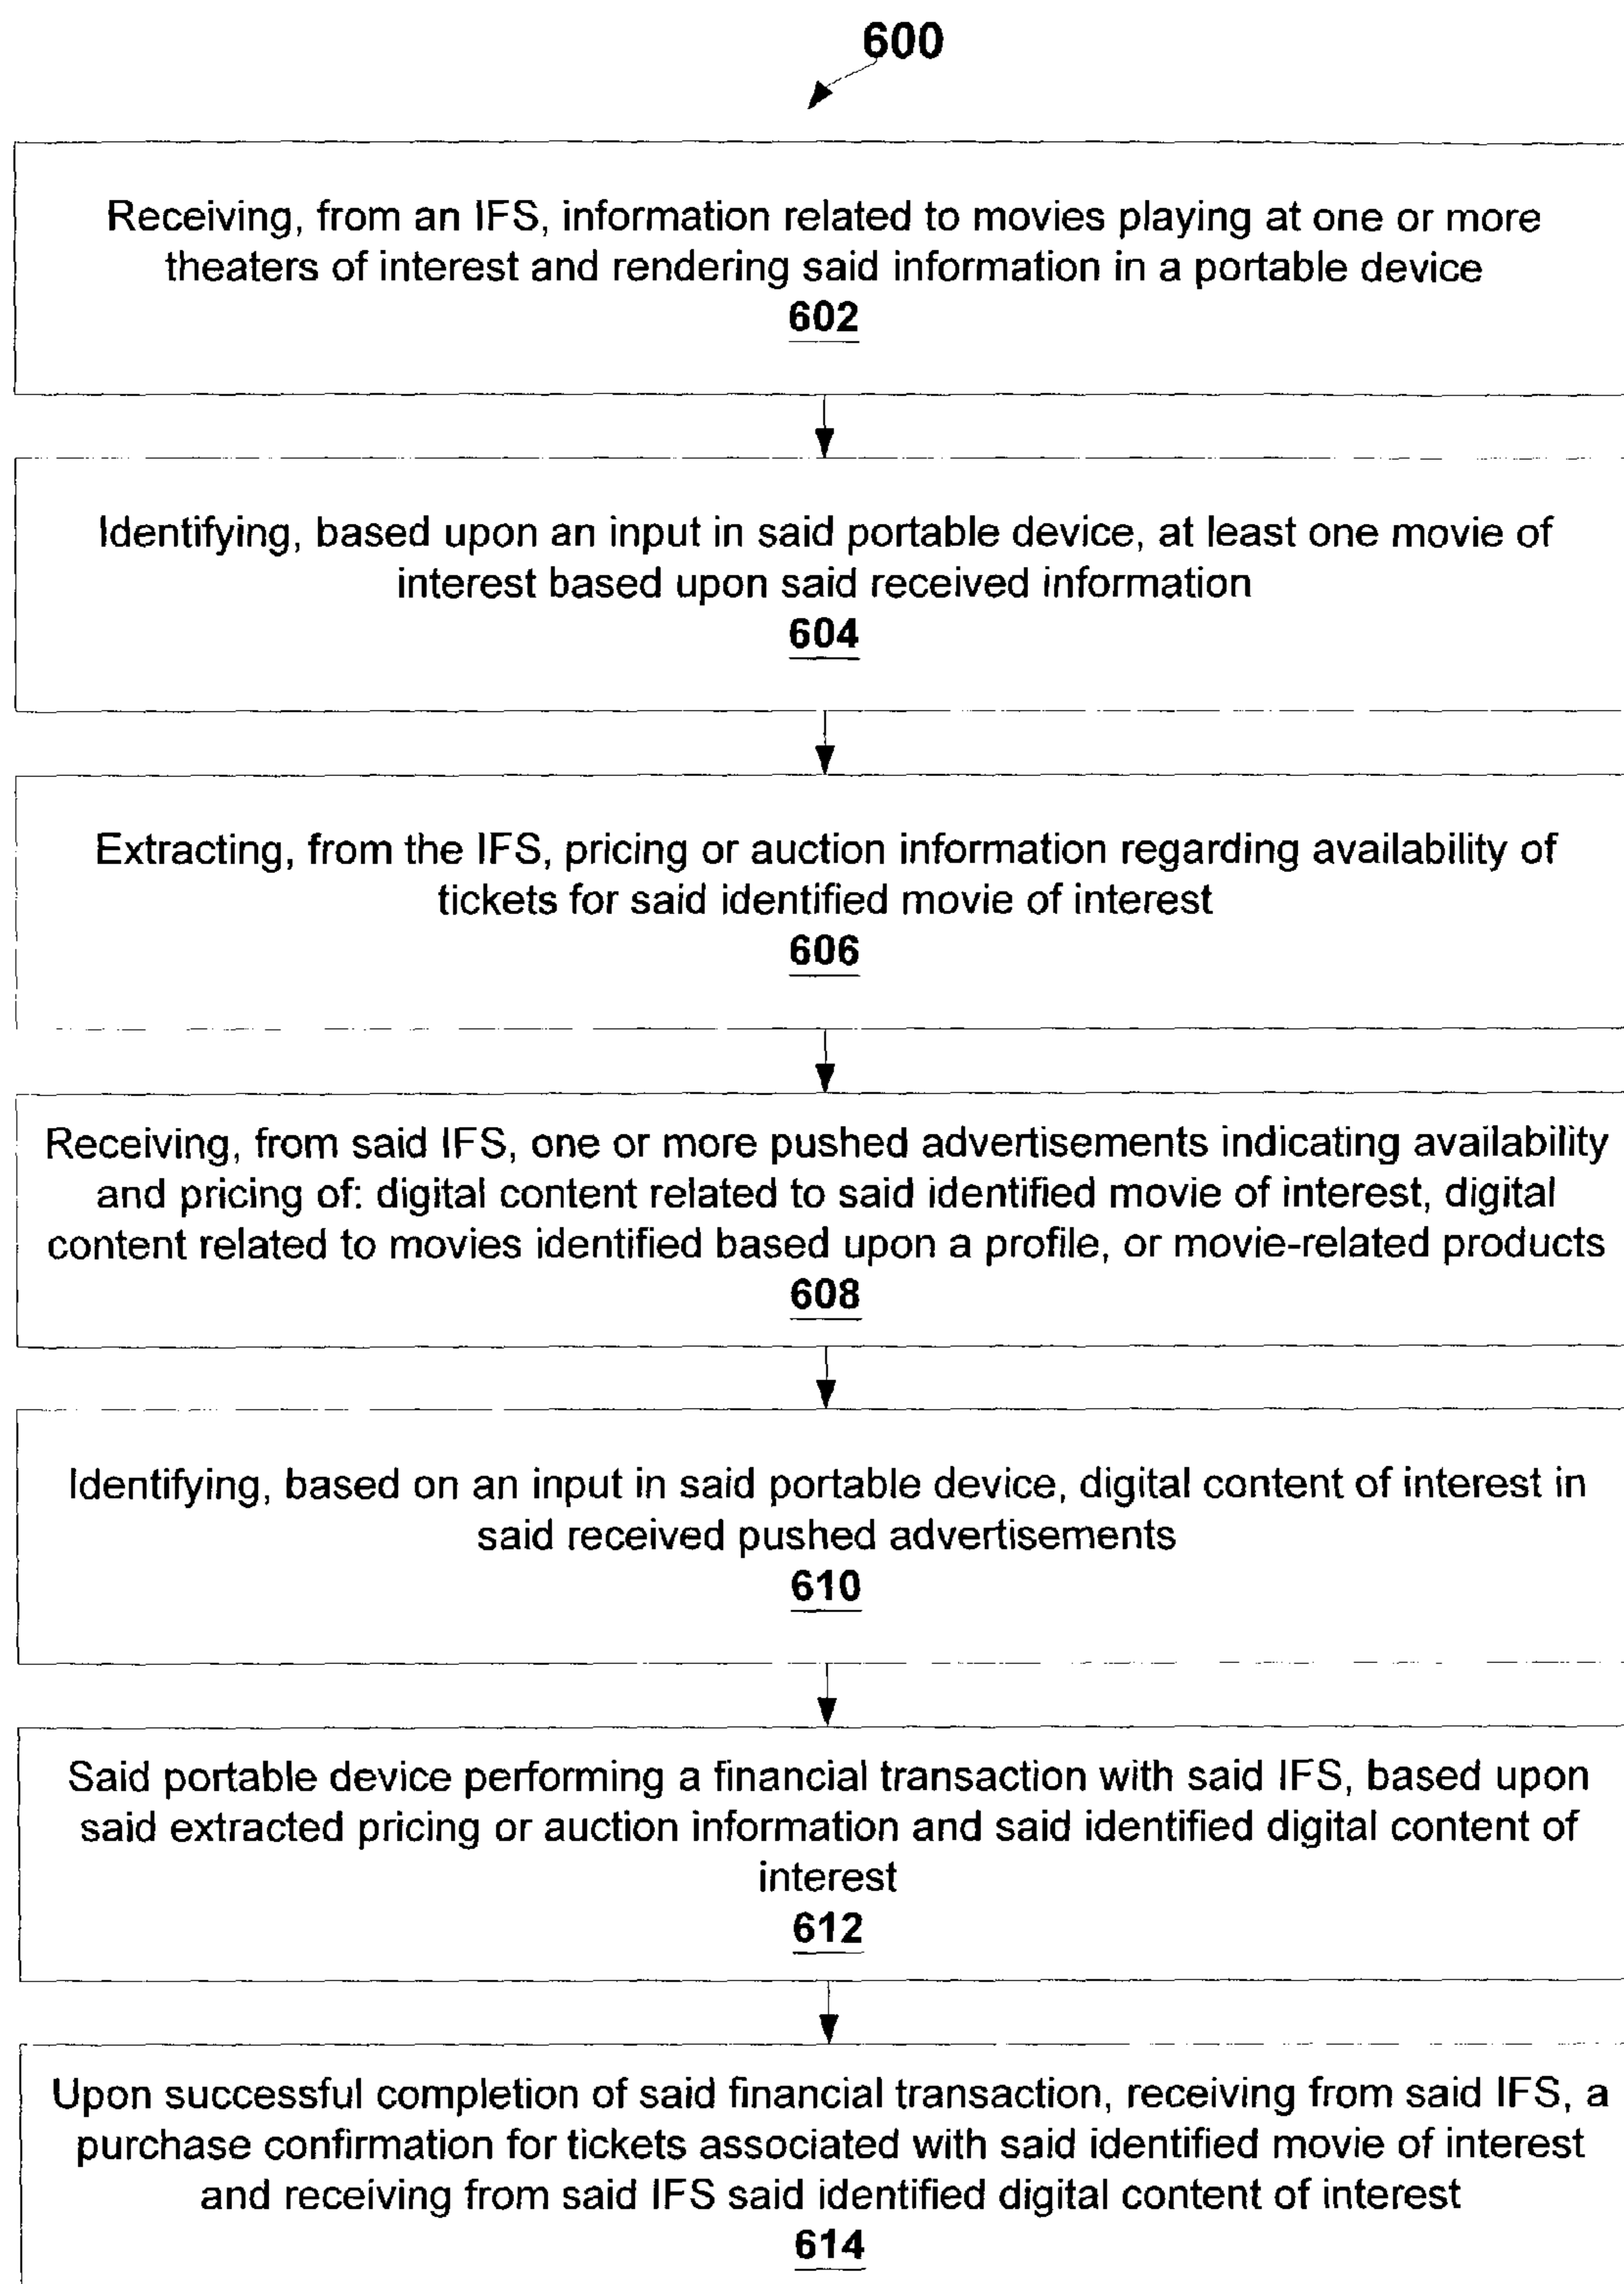 600
Receiving, from an IFS, information related to movies playing at one or more
theaters of interest and rendering said information in a portable device
602
Identifying, based upon an input in said portable device, at least one movie of
interest based upon said received information
604
Extracting, from the IFS, pricing or auction information regarding availability of
tickets for said identified movie of interest
606
Receiving, from said IFS, one or more pushed advertisements indicating availability
and pricing of: digital content related to said identified movie of interest, digital
content related to movies identified based upon a profile, or movie-related products
608
Identifying, based on an input in said portable device, digital content of interest in
said received pushed advertisements
610
Said portable device performing a financial transaction with said IFS, based upon
said extracted pricing or auction information and said identified digital content of
interest
612
Upon successful completion of said financial transaction, receiving from said IFS, a
purchase confirmation for tickets associated with said identified movie of interest
and receiving from said IFS said identified digital content of interest
614